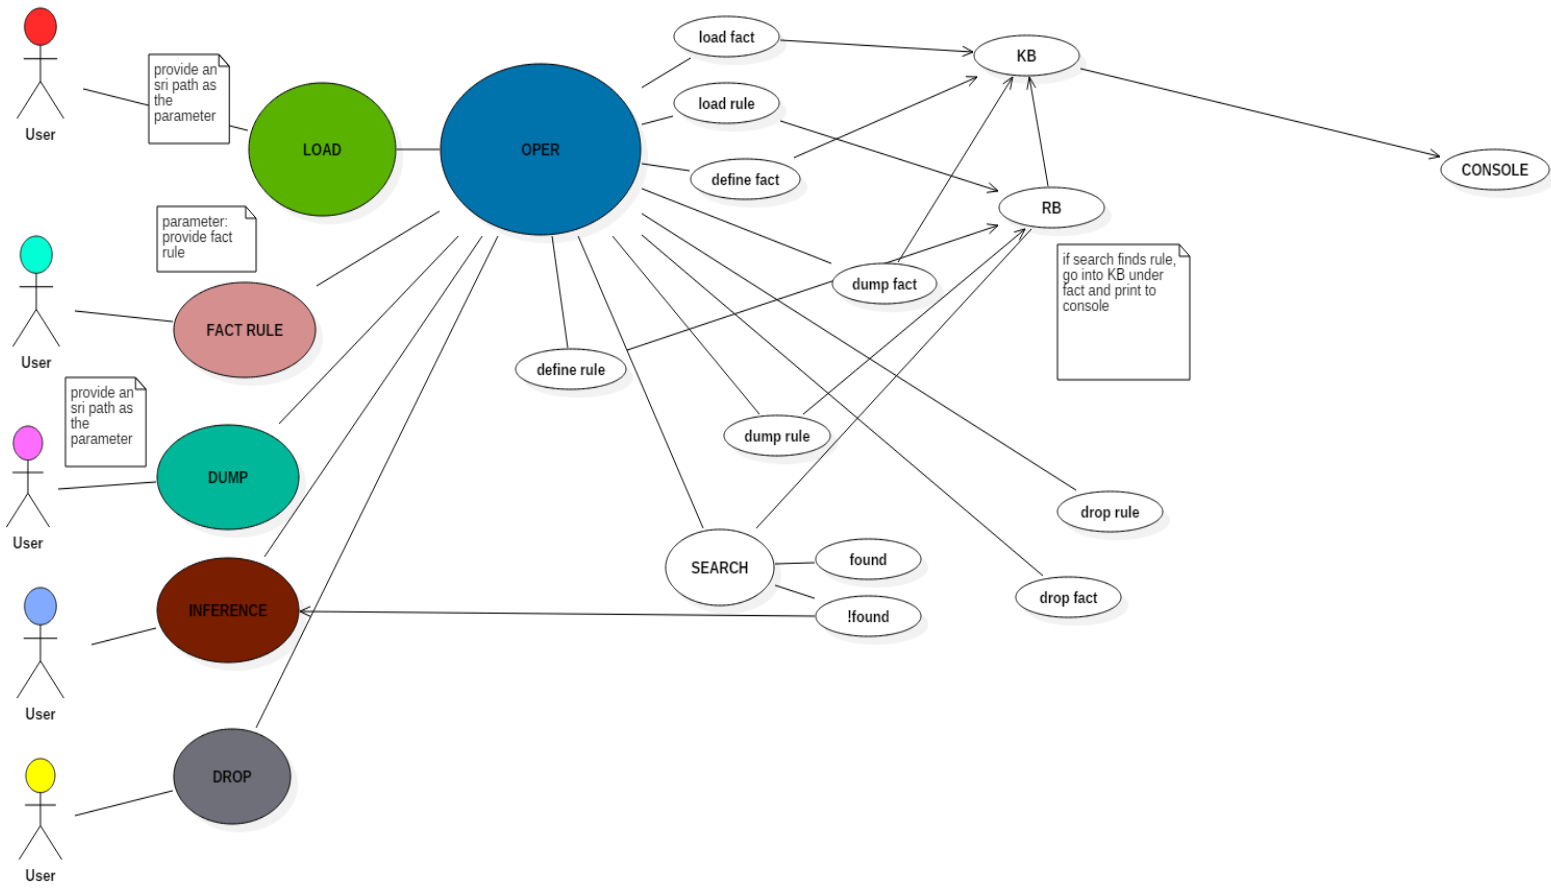 User
provide an
sri path as
the
parameter
LOAD
OPER
load fact
load rule
define fact
KB
CONSOLE
RB
parameter:
provide fact
rule
User
FACT RULE
if search finds rule,
go into KB under
fact and print to
console
dump fact
define rule
provide an
sri path as
the
parameter
User
DUMP
dump rule
drop rule
SEARCH
found
!found
drop fact
INFERENCE
User
DROP
User